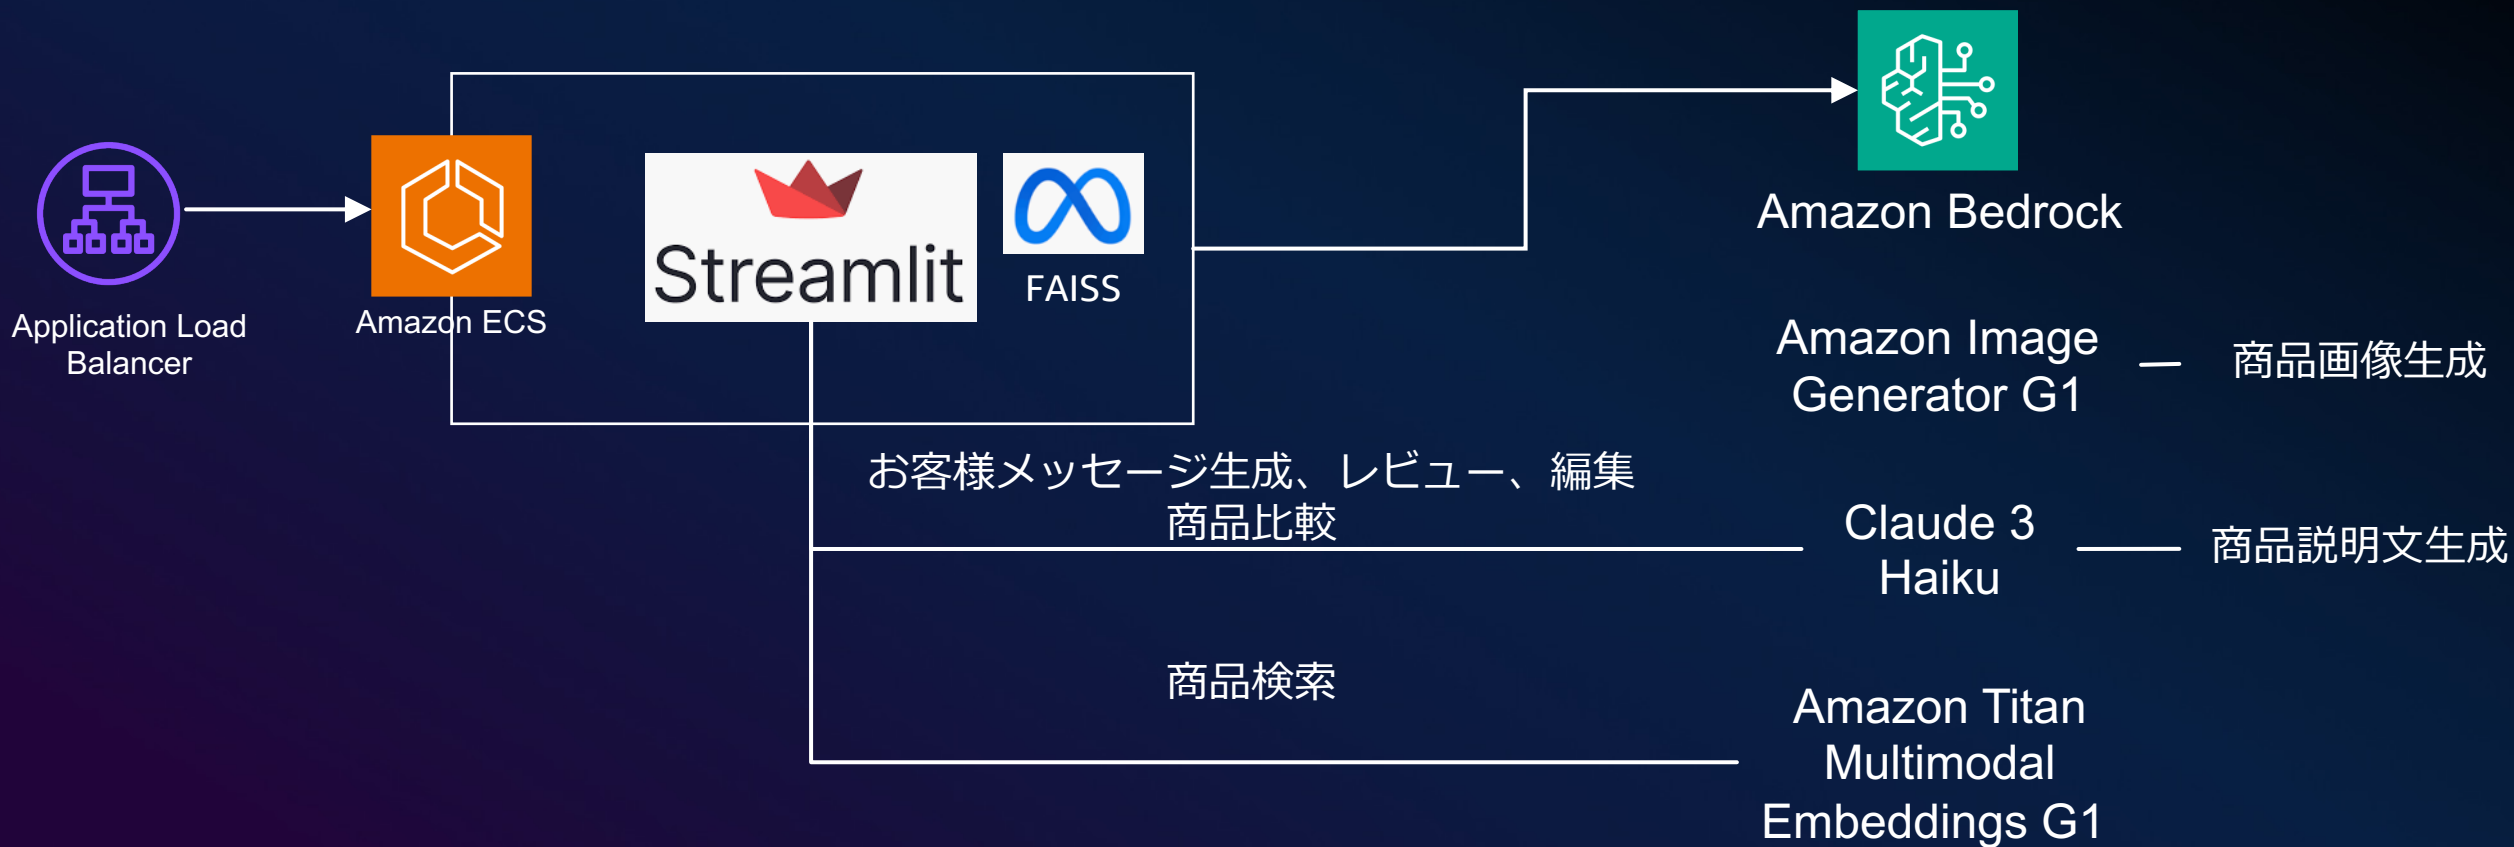 Application Load
Balancer
Amazon ECS
Streamlit
FAISS
Amazon Bedrock
Amazon Image
Generator G1
商品画像生成
お客様メッセージ生成、レビュー、編集
商品比較
Claude 3
Haiku
商品説明文生成
商品検索
Amazon Titan
Multimodal
Embeddings G1